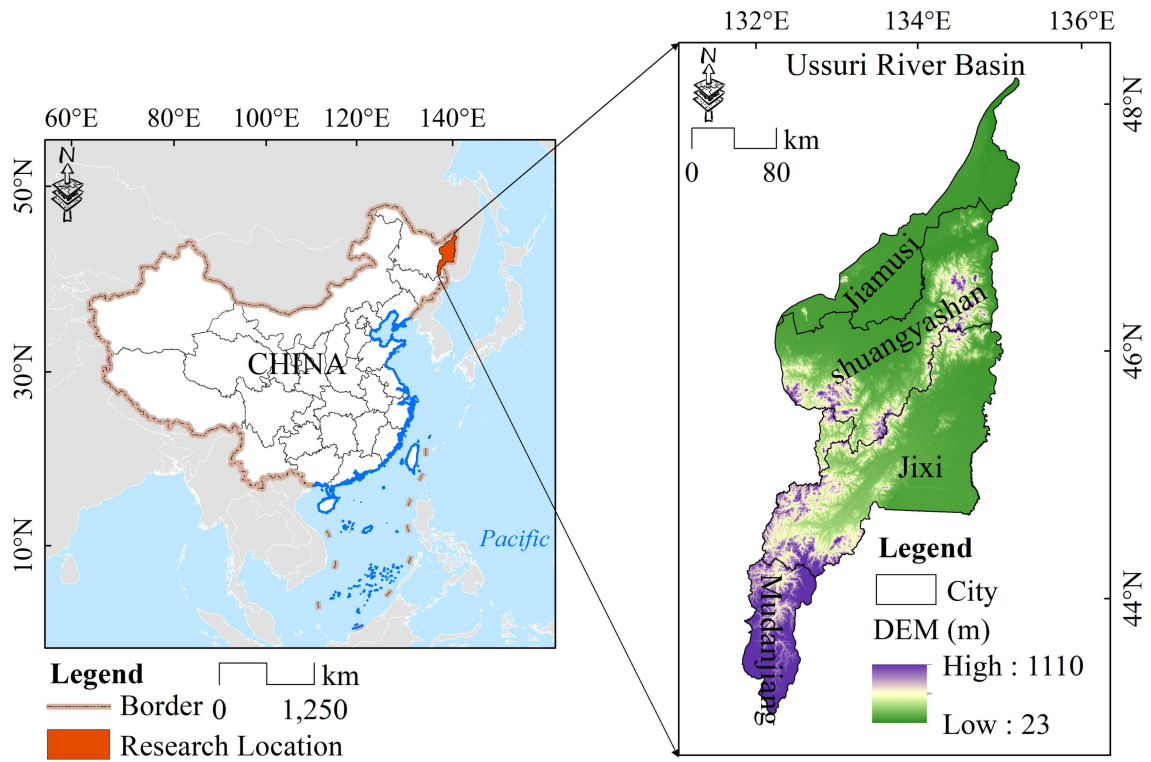 60°E 80°E 100°E 120°E 140°E
50°N
30°N
10°N
N
CHINA
Pacific
Legend
Border
Research Location
km
0 1,250
132°E 134°E 136°E
48°N
46°N
44°N
Ussuri River Basin
N
km
0 80
Jiamusi
shuangyashan
Jixi
Mudanjiang
Legend
City
DEM (m)
High : 1110
Low : 23